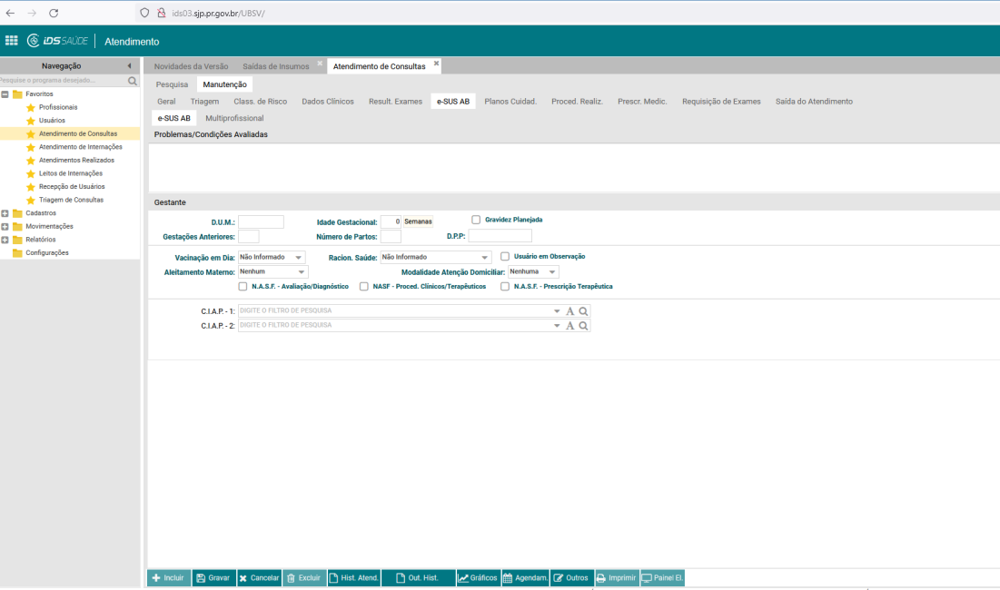 ids03.sjp.pr.gov.br/UBSV/
iDS SAÚDE Atendimento
Navegação
Pesquise o programa desejado...
Favoritos
Profissionais
Usuários
Atendimento de Consultas
Atendimento de Internações
Atendimentos Realizados
Leitos de Internações
Recepção de Usuários
Triagem de Consultas
Cadastros
Movimentações
Relatórios
Configurações
Novidades da Versão Saídas de Insumos × Atendimento de Consultas ×
Pesquisa Manutenção
Geral Triagem Class. de Risco Dados Clínicos Result. Exames e-SUS AB Planos Cuidad. Proced. Realiz. Prescr. Medic. Requisição de Exames Saída do Atendimento
e-SUS AB Multiprofissional
Problemas/Condições Avaliadas
Gestante
D.U.M.: Idade Gestacional: 0 Semanas Gravidez Planejada
Gestações Anteriores: Número de Partos: D.P.P:
Vacinação em Dia: Não Informado Racion. Saúde: Não Informado Usuário em Observação
Aleitamento Materno: Nenhum Modalidade Atenção Domiciliar: Nenhuma
N.A.S.F. - Avaliação/Diagnóstico NASF - Proced. Clínicos/Terapêuticos N.A.S.F. - Prescrição Terapêutica
C.I.A.P. - 1: DIGITE O FILTRO DE PESQUISA A
C.I.A.P. - 2: DIGITE O FILTRO DE PESQUISA A
Incluir Gravar Cancelar Excluir Hist. Atend. Out. Hist. Gráficos Agendam. Outros Imprimir Painel El.